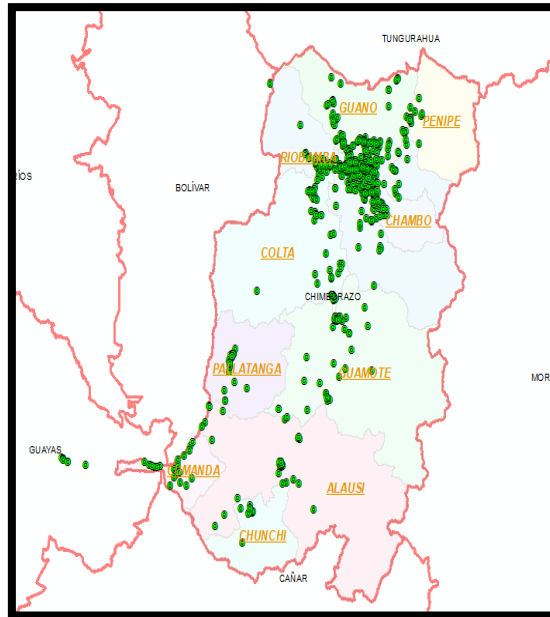 TUNGURAHUA
GUANO
PENIPE
RIOBAMBA
RÍOS
BOLÍVAR
CHAMBO
COLTA
CHIMBORAZO
PALLATANGA
GUAMOTE
MOR
GUAYAS
CUMANDA
ALAUSI
CHUNCHI
CAÑAR